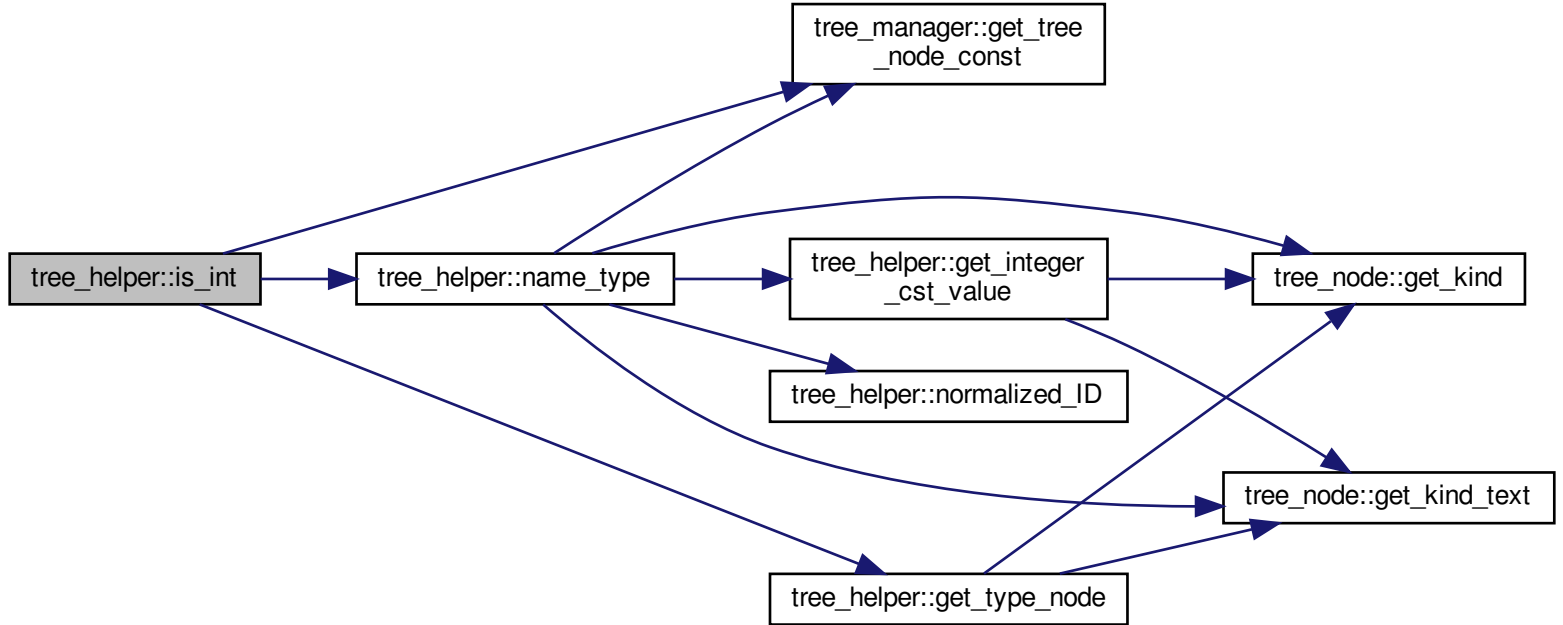 tree_manager::get_tree
_node_const
tree_helper::is_int
tree_helper::name_type
tree_helper::get_integer
_cst_value
tree_node::get_kind
tree_helper::normalized_ID
tree_node::get_kind_text
tree_helper::get_type_node